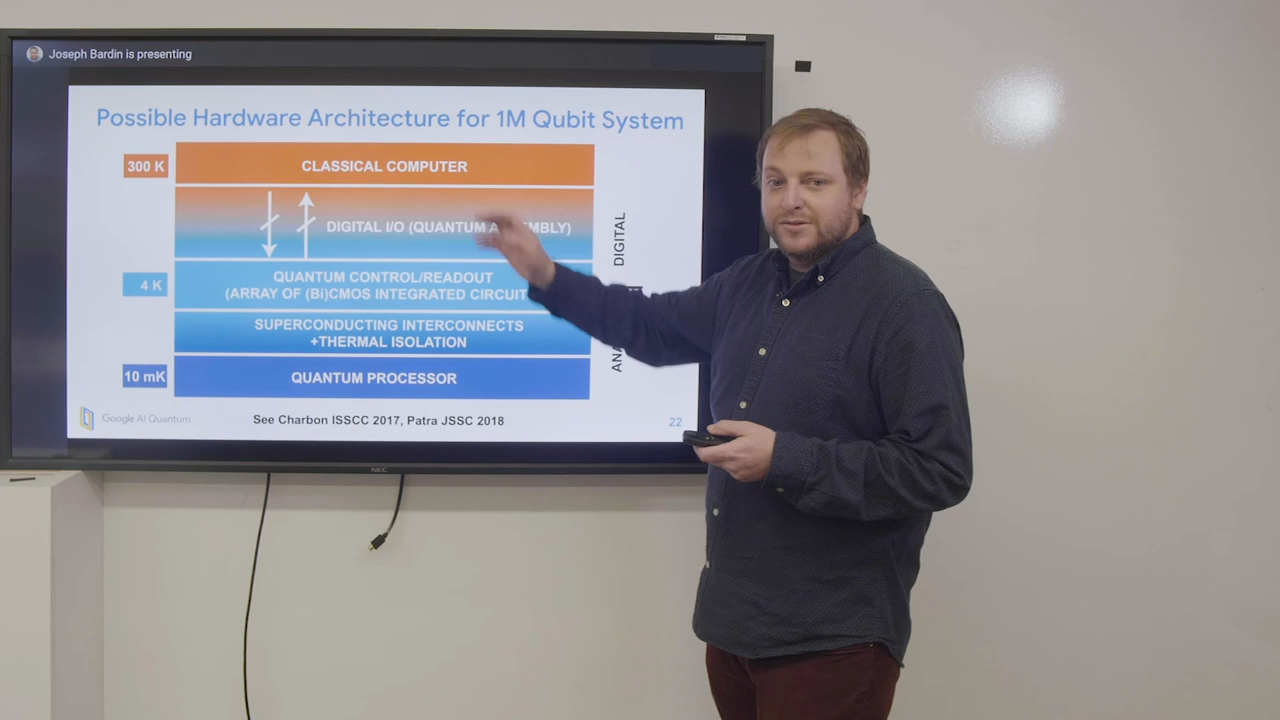 Joseph Bardin is presenting
Possible Hardware Architecture for 1M Qubit System
300 K
CLASSICAL COMPUTER
DIGITAL I/O (QUANTUM
DIGITAL
4 K
QUANTUM CONTROL/READOUT
(ARRAY OF (Bi)CMOS INTEGRATED
SUPERCONDUCTING INTERCONNECTS
+THERMAL ISOLATION
10 mK
QUANTUM PROCESSOR
Google AI Quantum
See Charbon ISSCC 2017, Patra JSSC 2018
22
NEC